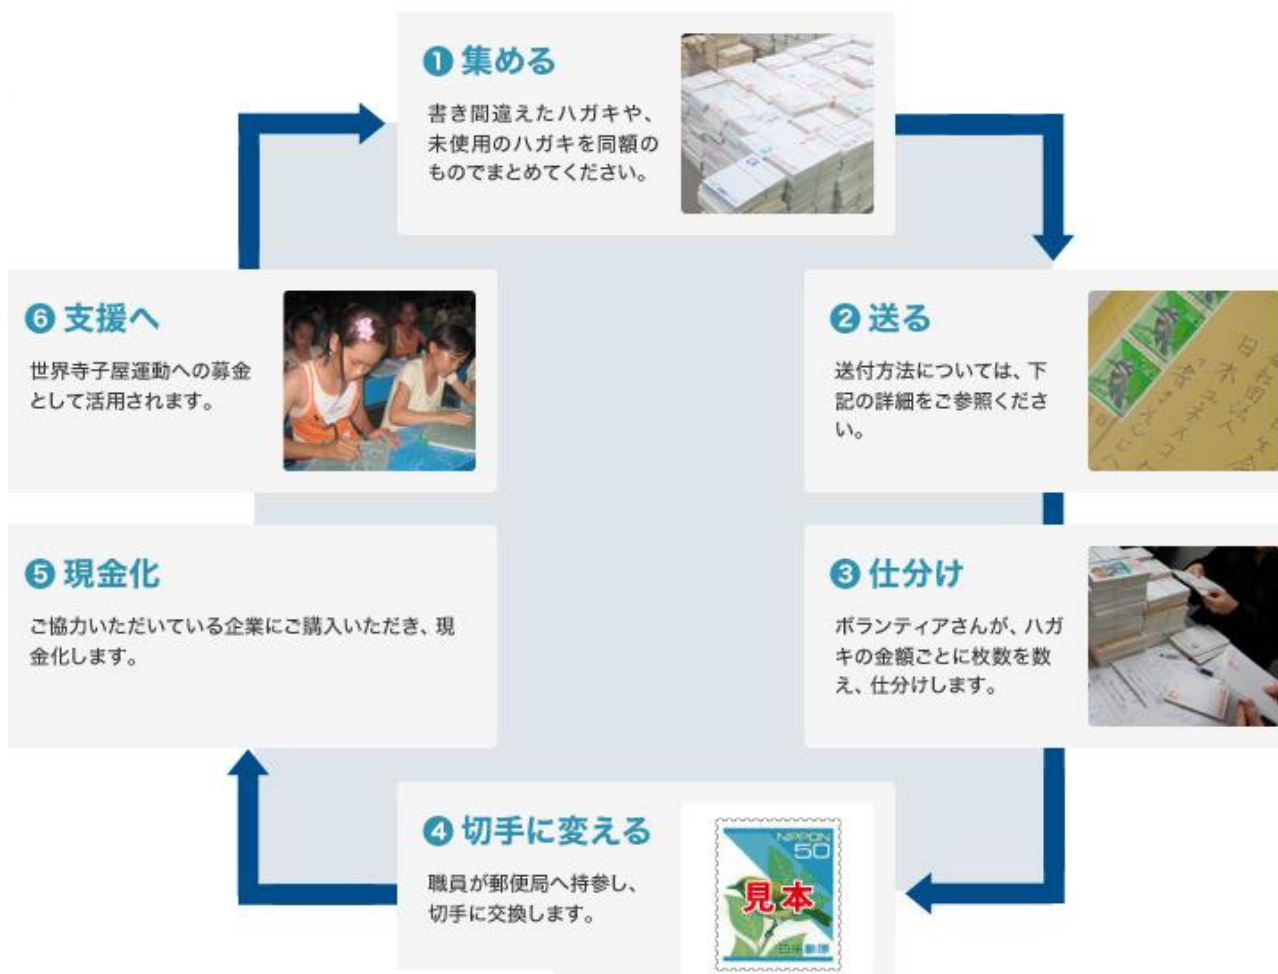 ❶ 集める
書き間違えたハガキや、
未使用のハガキを同額の
ものでまとめてください。
❷ 送る
送付方法については、下
記の詳細をご参照くださ
い。
❸ 仕分け
ボランティアさんが、ハガ
キの金額ごとに枚数を数
え、仕分けします。
❹ 切手に変える
職員が郵便局へ持参し、
切手に交換します。
NIPPON
50
見本
日本郵便
❺ 現金化
ご協力いただいている企業にご購入いただき、現
金化します。
❻ 支援へ
世界寺子屋運動への募金
として活用されます。